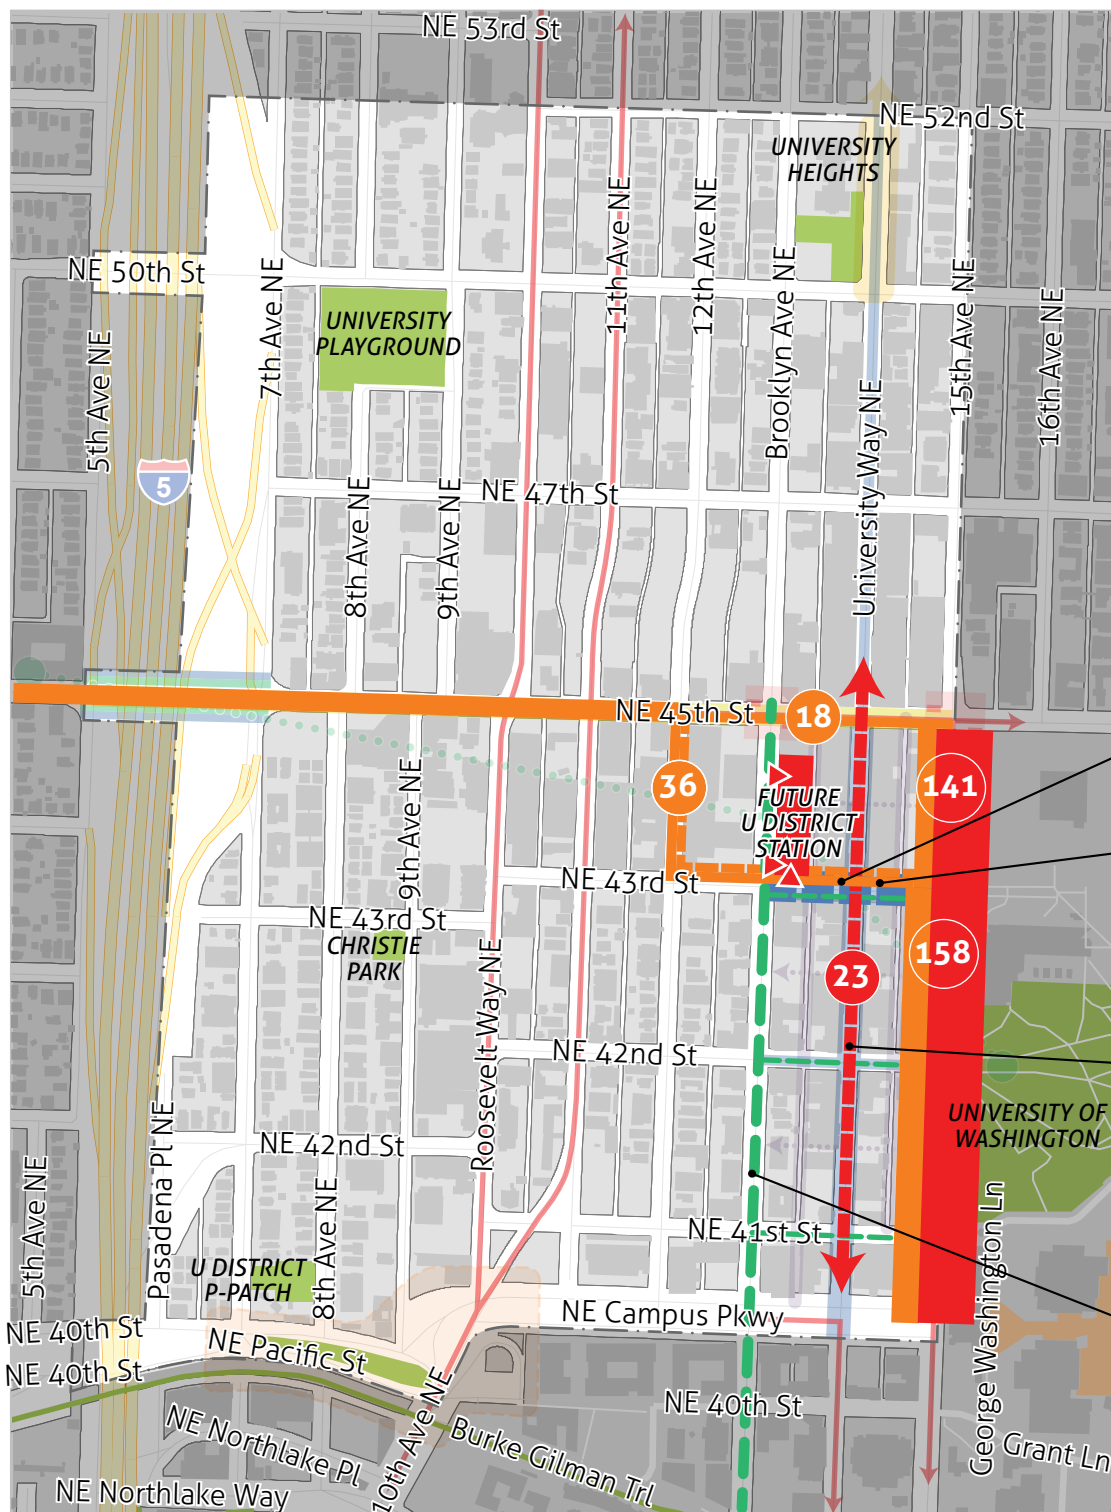 NE 53rd St
NE 52nd St
UNIVERSITY
HEIGHTS
11th Ave NE
12th Ave NE
Brooklyn Ave NE
15th Ave NE
16th Ave NE
NE 50th St
7th Ave NE
UNIVERSITY
PLAYGROUND
5th Ave NE
5
University Way NE
NE 47th St
8th Ave NE
9th Ave NE
NE 45th St
18
36
141
FUTURE
U DISTRICT
STATION
9th Ave NE
NE 43rd St
NE 43rd St
CHRISTIE
PARK
158
23
Roosevelt Way NE
NE 42nd St
UNIVERSITY OF
WASHINGTON
NE 42nd St
Pasadena Pl NE
5th Ave NE
8th Ave NE
NE 41st St
George Washington Ln
U DISTRICT
P-PATCH
NE Campus Pkwy
NE 40th St
NE Pacific St
NE 40th St
10th Ave NE
NE 40th St
NE Northlake Pl
Burke Gilman Trl
Grant Ln
NE Northlake Way